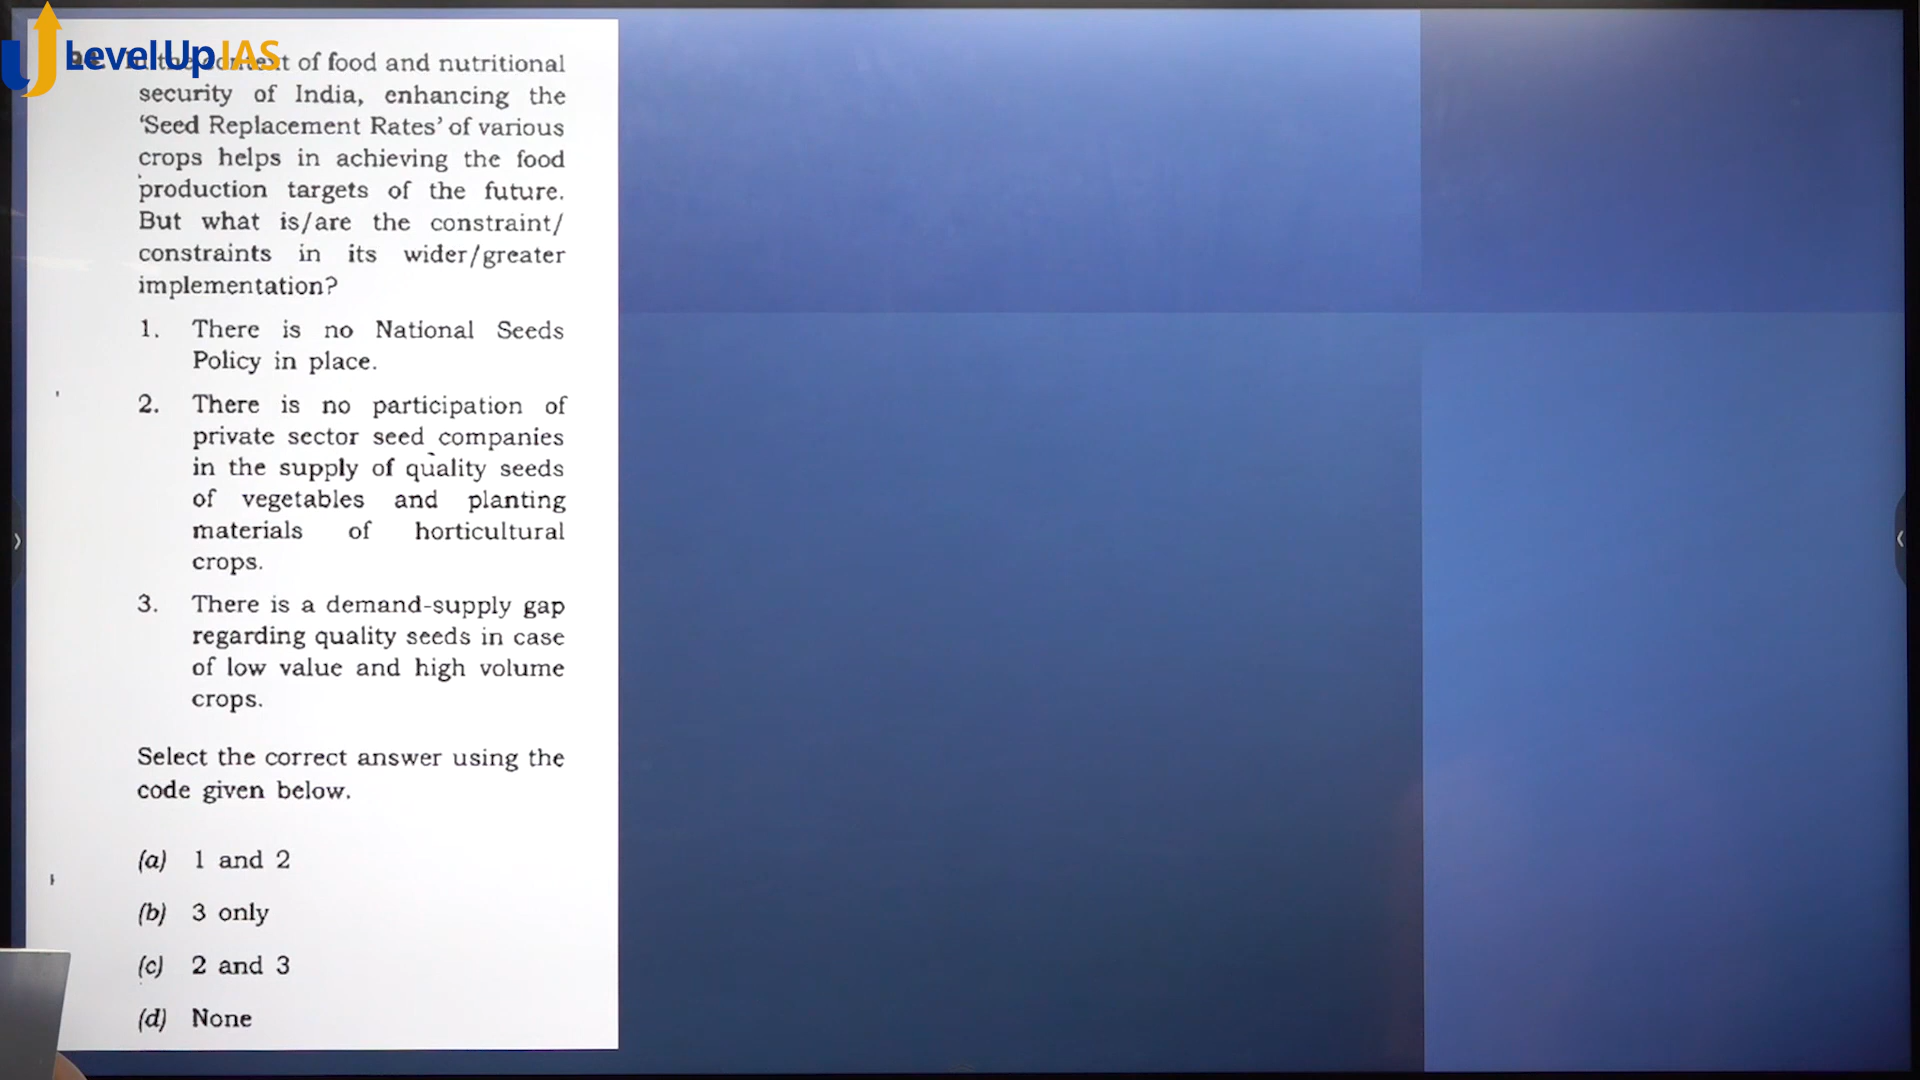 LevelUp IAS
of food and nutritional
security of India, enhancing the
‘Seed Replacement Rates’ of various
crops helps in achieving the food
production targets of the future.
But what is/are the constraint/
constraints in its wider/greater
implementation?
1. There is no National Seeds
Policy in place.
2. There is no participation of
private sector seed companies
in the supply of quality seeds
of vegetables and planting
materials of horticultural
crops.
3. There is a demand-supply gap
regarding quality seeds in case
of low value and high volume
crops.
Select the correct answer using the
code given below.
(a) 1 and 2
(b) 3 only
(c) 2 and 3
(d) None